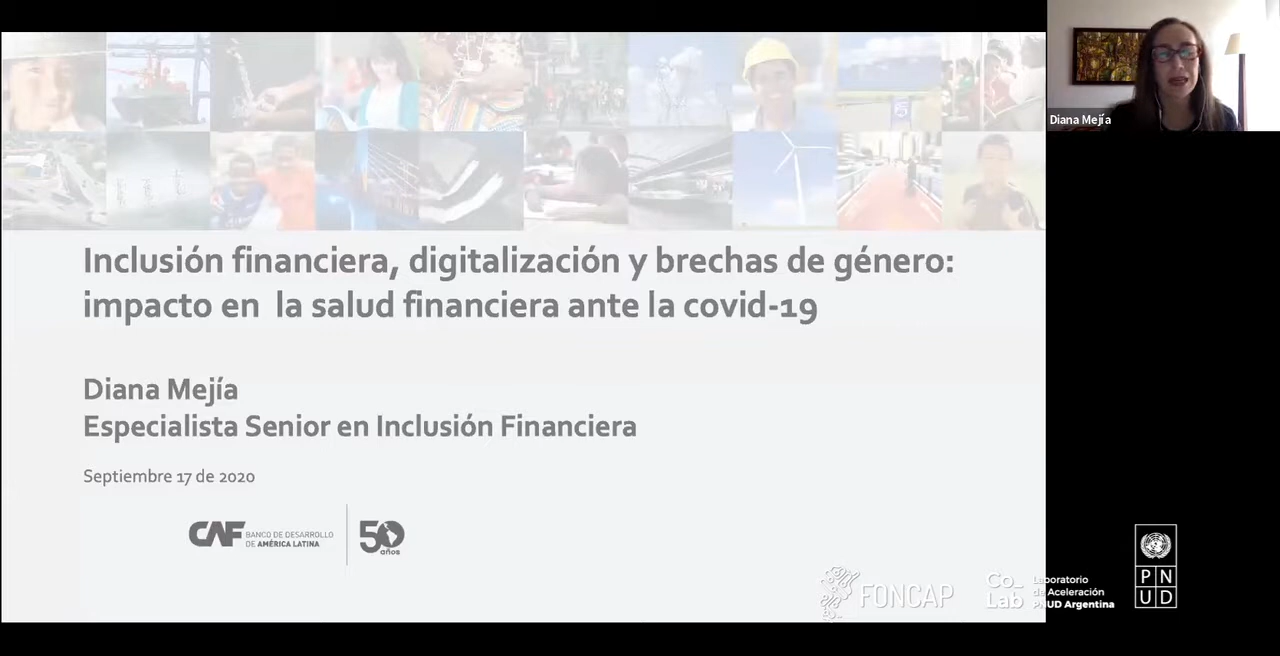 Diana Mejía
Inclusión financiera, digitalización y brechas de género:
impacto en la salud financiera ante la covid-19
Diana Mejía
Especialista Senior en Inclusión Financiera
Septiembre 17 de 2020
CAF
BANCO DE DESARROLLO
DE AMÉRICA LATINA
50
años
FONCAP
Co_
Lab
Laboratorio
de Aceleración
PNUD Argentina
PN
UD